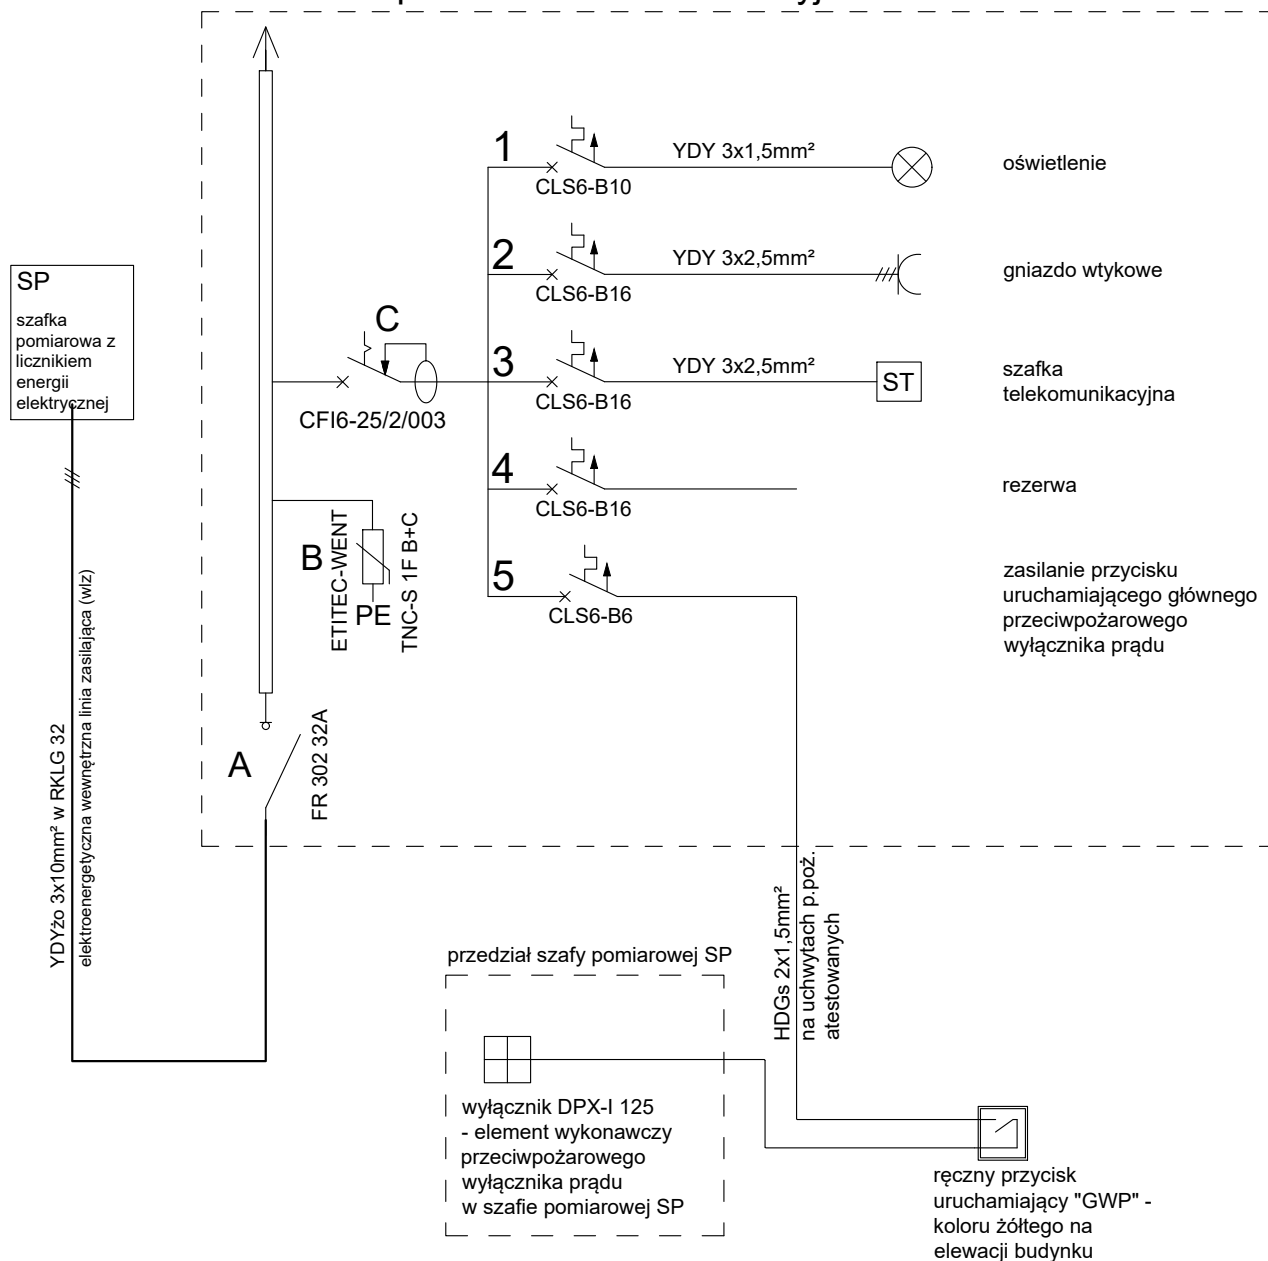 1
YDY 3x1,5mm²
CLS6-B10
oświetlenie
2
YDY 3x2,5mm²
CLS6-B16
gniazdo wtykowe
SP
szafka
pomiarowa z
licznikiem
energii
elektrycznej
C
CFI6-25/2/003
3
YDY 3x2,5mm²
CLS6-B16
ST
szafka
telekomunikacyjna
4
CLS6-B16
rezerwa
B
ETITEC-WENT
TNC-S 1F B+C
PE
5
CLS6-B6
zasilanie przycisku
uruchamiającego głównego
przeciwpożarowego
wyłącznika prądu
A
FR 302 32A
YDYżo 3x10mm² w RKLG 32
elektroenergetyczna wewnętrzna linia zasilająca (wlz)
HDGs 2x1,5mm²
na uchwytach p.poż.
atestowanych
przedział szafy pomiarowej SP
wyłącznik DPX-I 125
- element wykonawczy
przeciwpożarowego
wyłącznika prądu
w szafie pomiarowej SP
ręczny przycisk
uruchamiający "GWP" -
koloru żółtego na
elewacji budynku